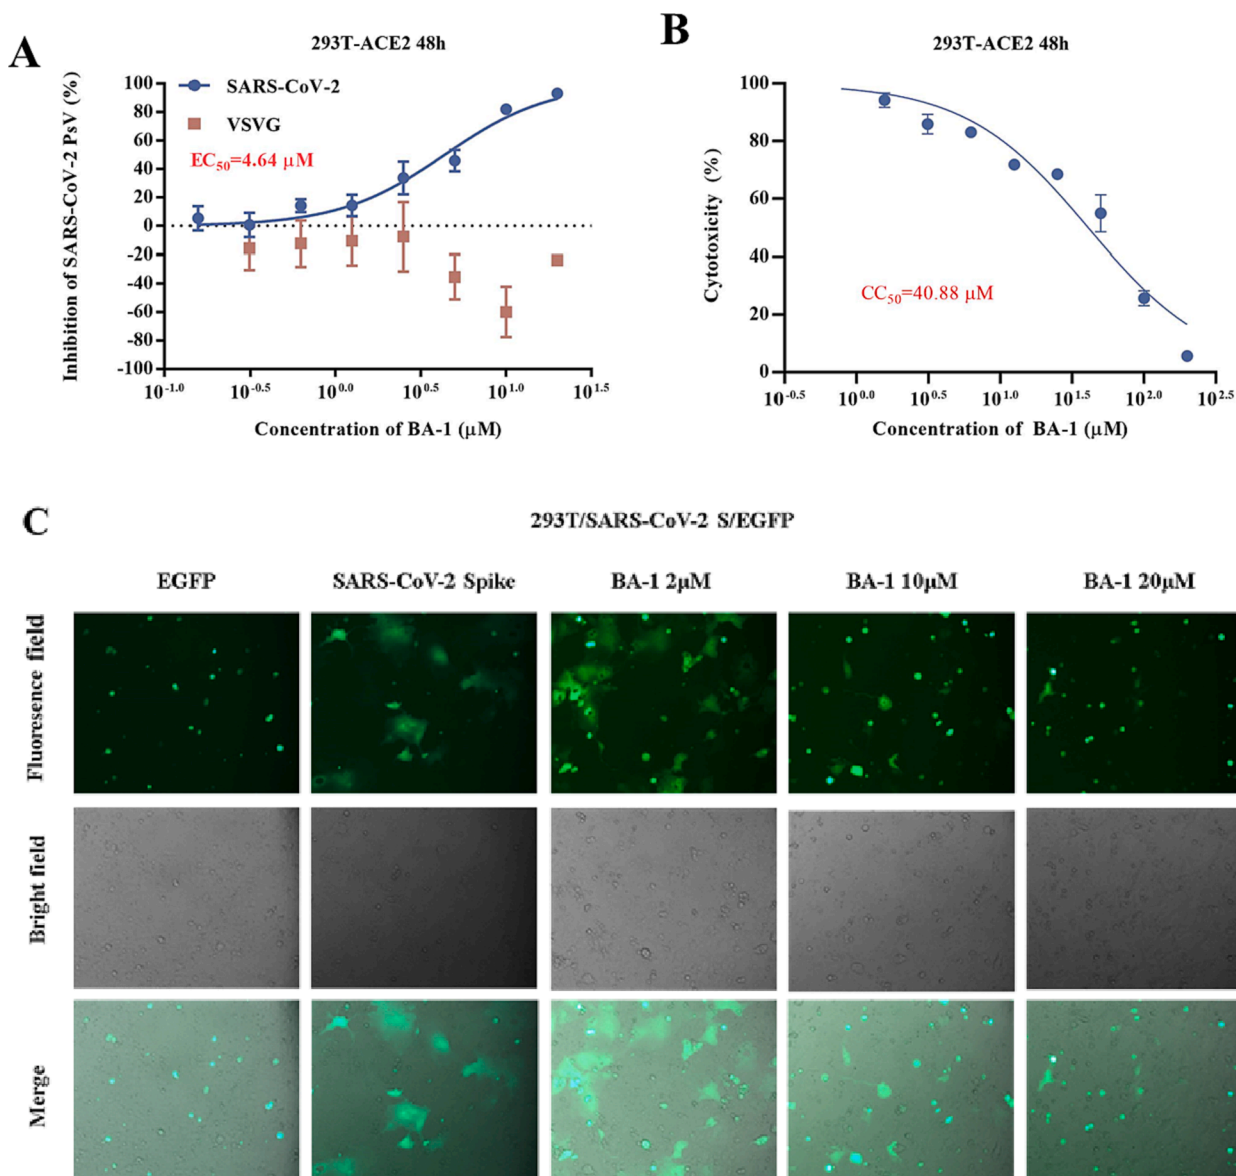 A
293T-ACE2 48h
Inhibition of SARS-CoV-2 PsV (%)
100
80
60
40
20
0
-20
-40
-60
-80
-100
SARS-CoV-2
VSVG
EC50=4.64 μM
10-1.0
10-0.5
100.0
100.5
101.0
101.5
Concentration of BA-1 (μM)
B
293T-ACE2 48h
Cytotoxicity (%)
100
80
60
40
20
0
CC50=40.88 μM
10-0.5
100.0
100.5
101.0
101.5
102.0
102.5
Concentration of BA-1 (μM)
C
293T/SARS-CoV-2 S/EGFP
EGFP
SARS-CoV-2 Spike
BA-1 2μM
BA-1 10μM
BA-1 20μM
Fluoresence field
Bright field
Merge